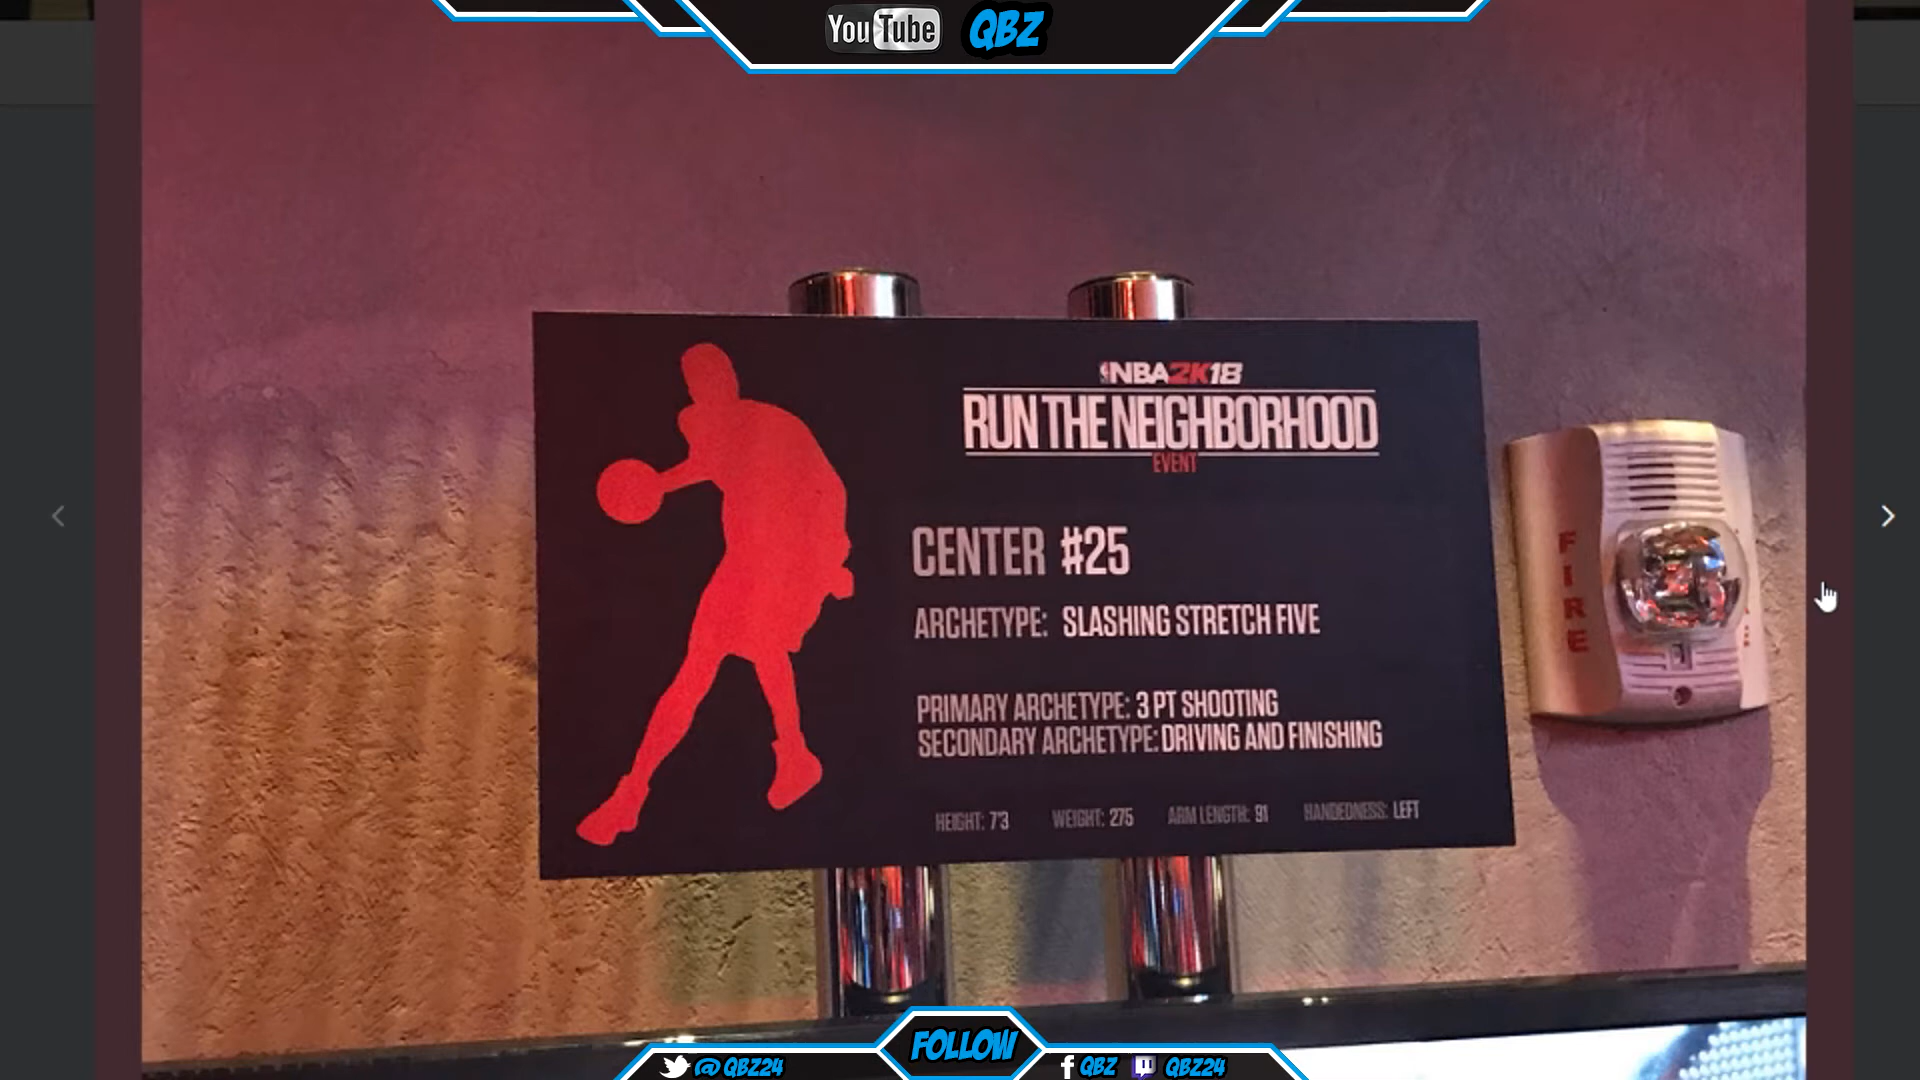 YouTube QBZ
NBA2K18
RUN THE NEIGHBORHOOD
EVENT
CENTER #25
ARCHETYPE: SLASHING STRETCH FIVE
PRIMARY ARCHETYPE: 3 PT SHOOTING
SECONDARY ARCHETYPE: DRIVING AND FINISHING
HEIGHT: 7'3 WEIGHT: 275 ARM LENGTH: 91 HANDEDNESS: LEFT
FIRE
FOLLOW
@QBZ24 QBZ QBZ24